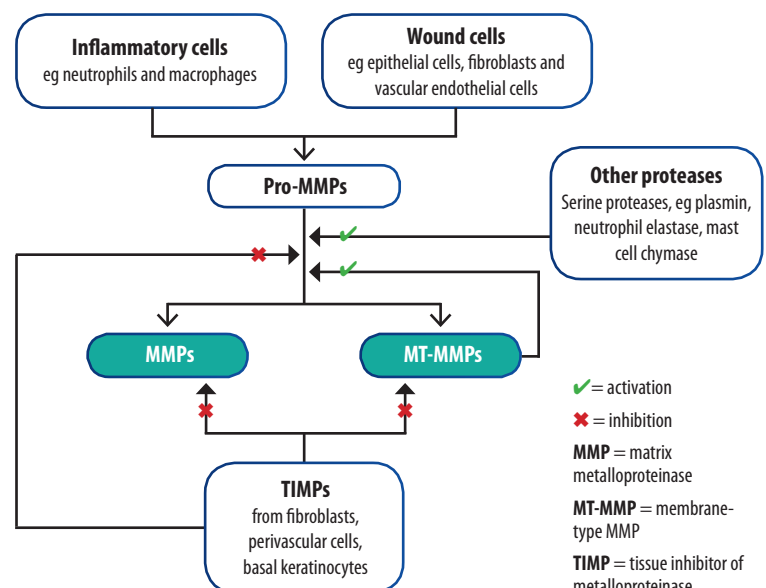 Inflammatory cells
eg neutrophils and macrophages
Wound cells
eg epithelial cells, fibroblasts and
vascular endothelial cells
Pro-MMPs
Other proteases
Serine proteases, eg plasmin,
neutrophil elastase, mast
cell chymase
MMPs
MT-MMPs
TIMPs
from fibroblasts,
perivascular cells,
basal keratinocytes
✔= activation
✖ = inhibition
MMP = matrix
metalloproteinase
MT-MMP = membrane-
type MMP
TIMP = tissue inhibitor of
metalloproteinase